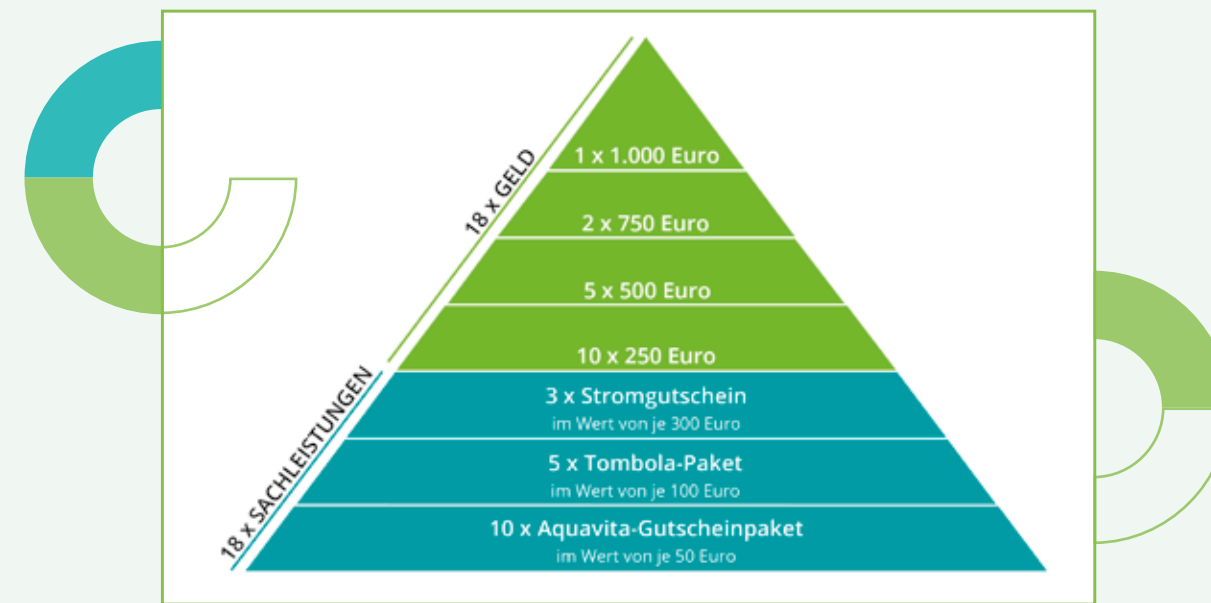 18 x GELD
1 x 1.000 Euro
2 x 750 Euro
5 x 500 Euro
10 x 250 Euro
18 x SACHLEISTUNGEN
3 x Stromgutschein
im Wert von je 300 Euro
5 x Tombola-Paket
im Wert von je 100 Euro
10 x Aquavita-Gutscheinpaket
im Wert von je 50 Euro